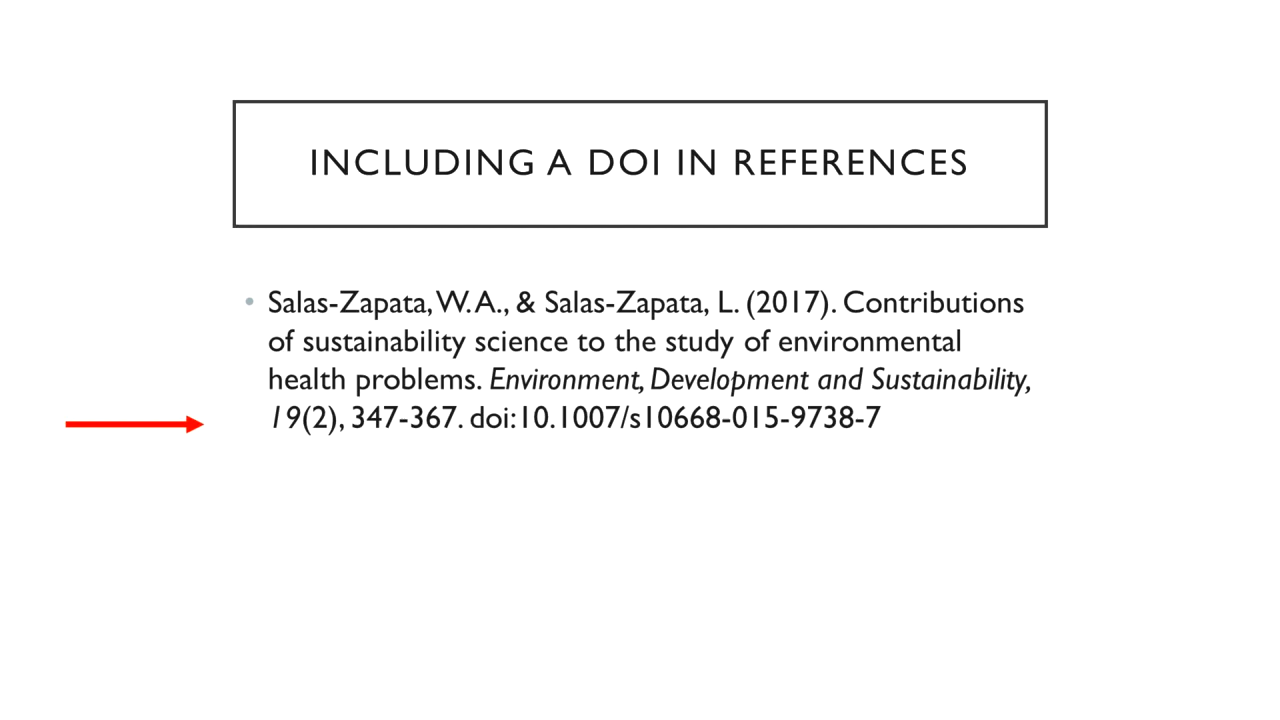 INCLUDING A DOI IN REFERENCES
• Salas-Zapata, W. A., & Salas-Zapata, L. (2017). Contributions
of sustainability science to the study of environmental
health problems. Environment, Development and Sustainability,
19(2), 347-367. doi:10.1007/s10668-015-9738-7